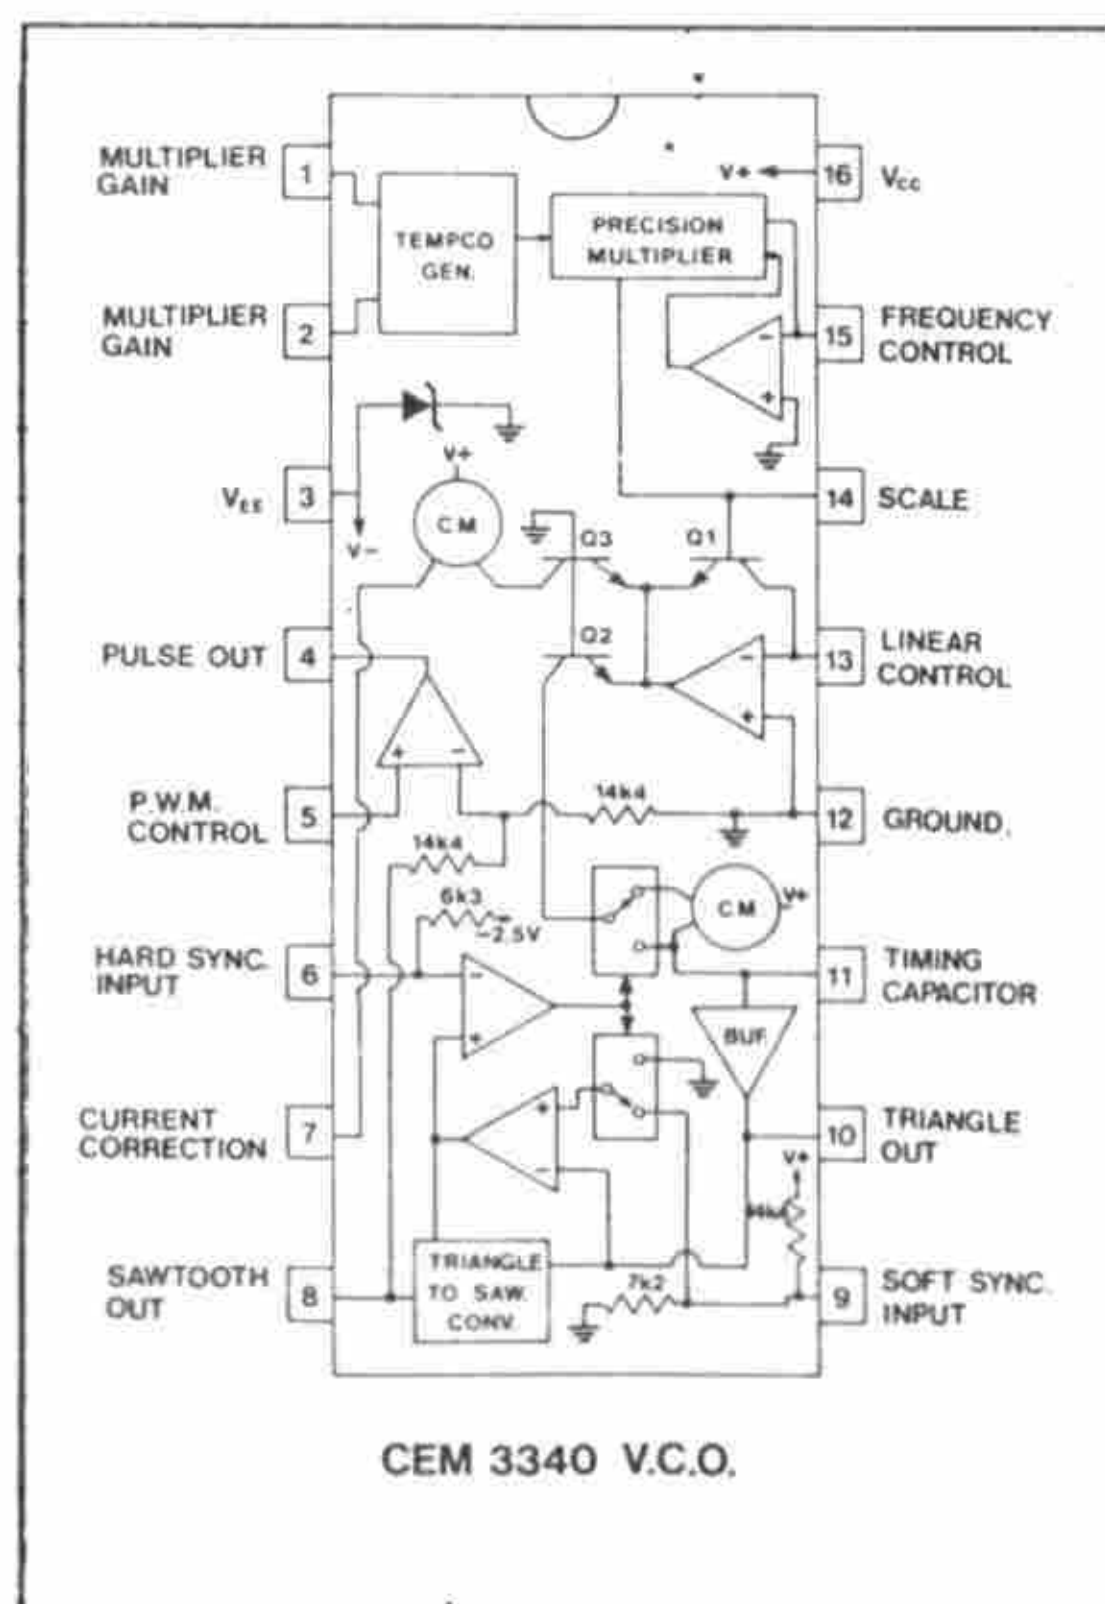 MULTIPLIER
GAIN
1
TEMPCO
GEN.
PRECISION
MULTIPLIER
V+
16
Vcc
MULTIPLIER
GAIN
2
-
+
15
FREQUENCY
CONTROL
VEE
3
V-
V+
C M
14
SCALE
Q3
Q1
PULSE OUT
4
Q2
-
+
13
LINEAR
CONTROL
+
-
P.W.M.
CONTROL
5
14k4
14k4
12
GROUND.
6k3
-2.5V
C M
V+
HARD SYNC.
INPUT
6
-
+
11
TIMING
CAPACITOR
BUF.
CURRENT
CORRECTION
7
+
-
10
TRIANGLE
OUT
V+
SAWTOOTH
OUT
8
TRIANGLE
TO SAW.
CONV.
7k2
9
SOFT SYNC.
INPUT
CEM 3340 V.C.O.